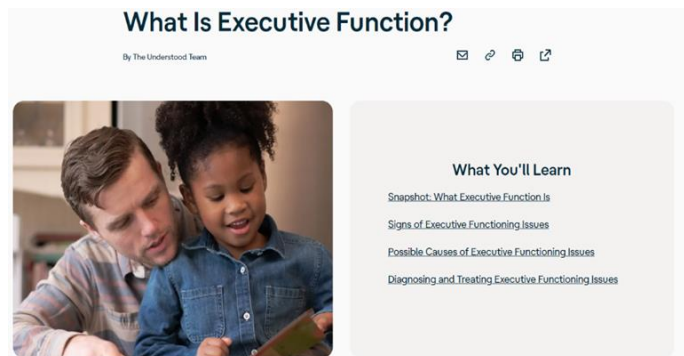 What Is Executive Function?
By The Understood Team
What You'll Learn
Snapshot: What Executive Function Is
Signs of Executive Functioning Issues
Possible Causes of Executive Functioning Issues
Diagnosing and Treating Executive Functioning Issues